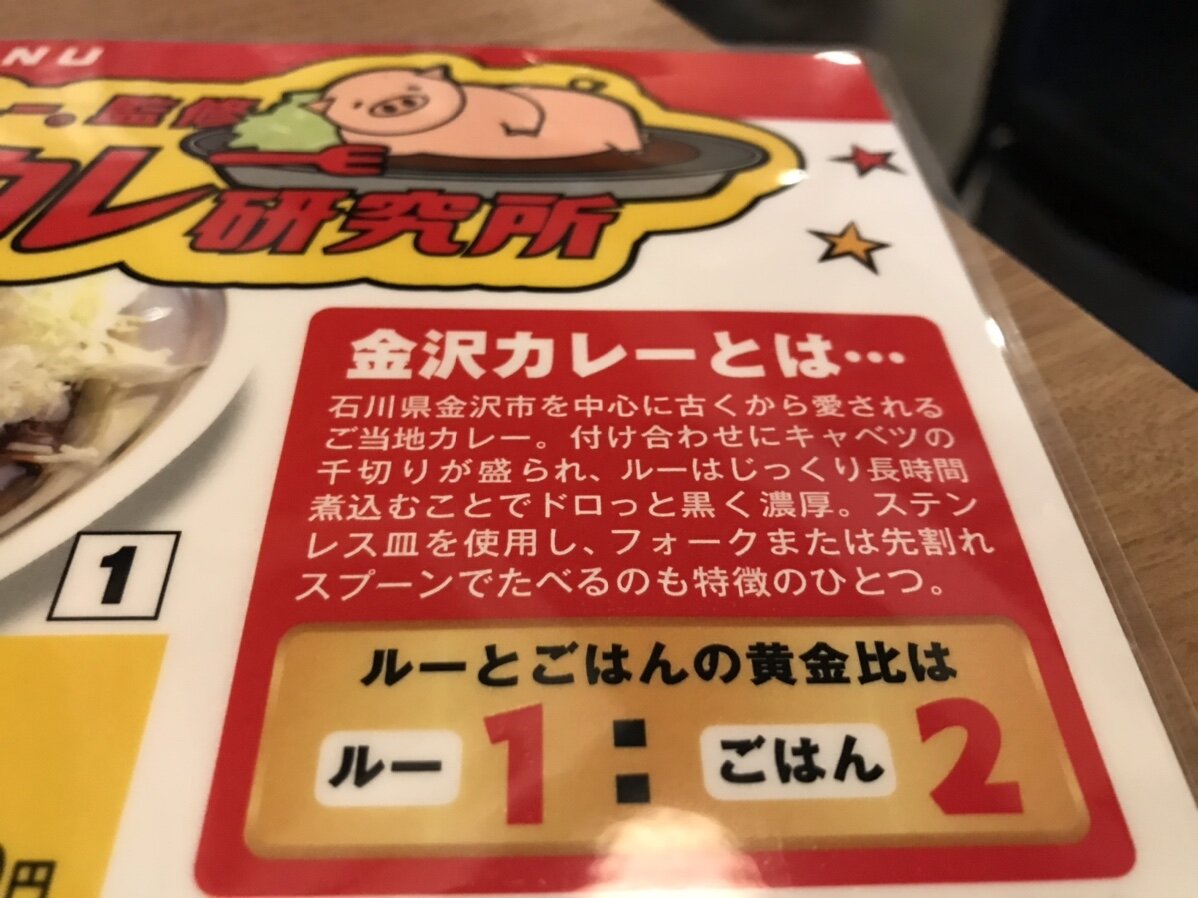 NU
監修
カレー研究所
金沢カレーとは…
石川県金沢市を中心に古くから愛される
ご当地カレー。付け合わせにキャベツの
千切りが盛られ、ルーはじっくり長時間
煮込むことでドロっと黒く濃厚。ステン
レス皿を使用し、フォークまたは先割れ
スプーンでたべるのも特徴のひとつ。
1
ルーとごはんの黄金比は
ルー 1 : ごはん 2
円